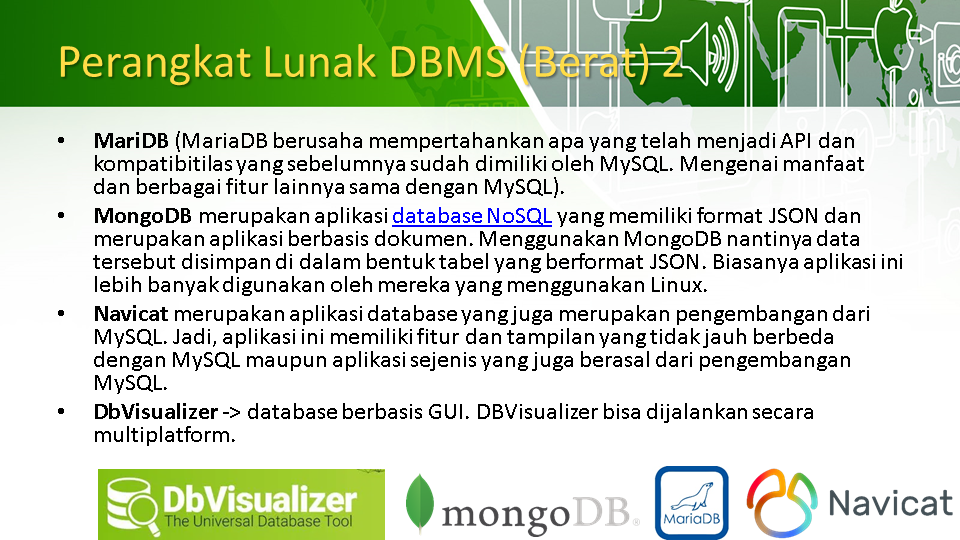 Perangkat Lunak DBMS (Berat) 2
• MariDB (MariaDB berusaha mempertahankan apa yang telah menjadi API dan
kompatibitilas yang sebelumnya sudah dimiliki oleh MySQL. Mengenai manfaat
dan berbagai fitur lainnya sama dengan MySQL).
• MongoDB merupakan aplikasi database NoSQL yang memiliki format JSON dan
merupakan aplikasi berbasis dokumen. Menggunakan MongoDB nantinya data
tersebut disimpan di dalam bentuk tabel yang berformat JSON. Biasanya aplikasi ini
lebih banyak digunakan oleh mereka yang menggunakan Linux.
• Navicat merupakan aplikasi database yang juga merupakan pengembangan dari
MySQL. Jadi, aplikasi ini memiliki fitur dan tampilan yang tidak jauh berbeda
dengan MySQL maupun aplikasi sejenis yang juga berasal dari pengembangan
MySQL.
• DbVisualizer -> database berbasis GUI. DBVisualizer bisa dijalankan secara
multiplatform.
DbVisualizer
The Universal Database Tool
mongoDB®
MariaDB
Navicat